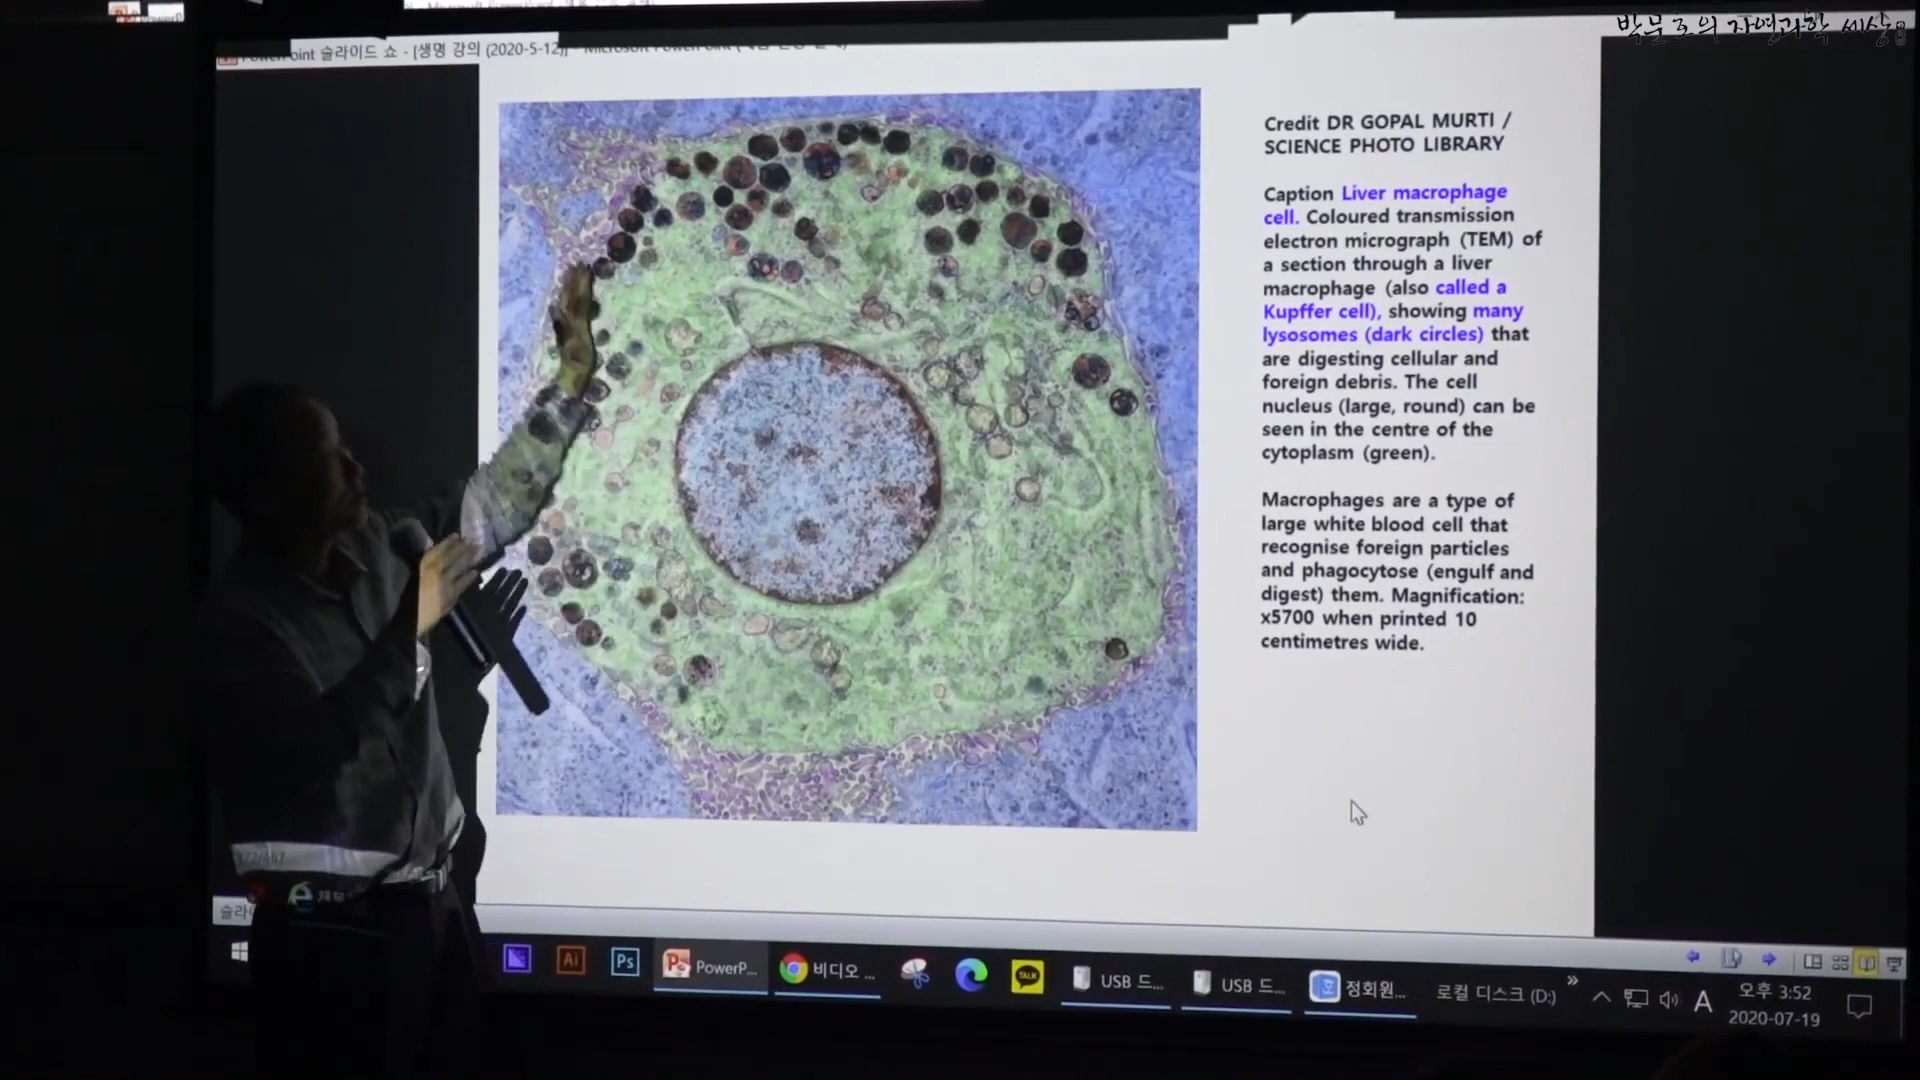 박문호의 자연과학 세상
PowerPoint 슬라이드 쇼 - [생명 강의 (2020-5-12)] - Microsoft PowerPoint
Credit DR GOPAL MURTI /
SCIENCE PHOTO LIBRARY
Caption Liver macrophage
cell. Coloured transmission
electron micrograph (TEM) of
a section through a liver
macrophage (also called a
Kupffer cell), showing many
lysosomes (dark circles) that
are digesting cellular and
foreign debris. The cell
nucleus (large, round) can be
seen in the centre of the
cytoplasm (green).
Macrophages are a type of
large white blood cell that
recognise foreign particles
and phagocytose (engulf and
digest) them. Magnification:
x5700 when printed 10
centimetres wide.
Ai
Ps
PowerP...
비디오 ...
TALK
USB 드...
USB 드...
정회원...
로컬 디스크 (D:)
A
오후 3:52
2020-07-19